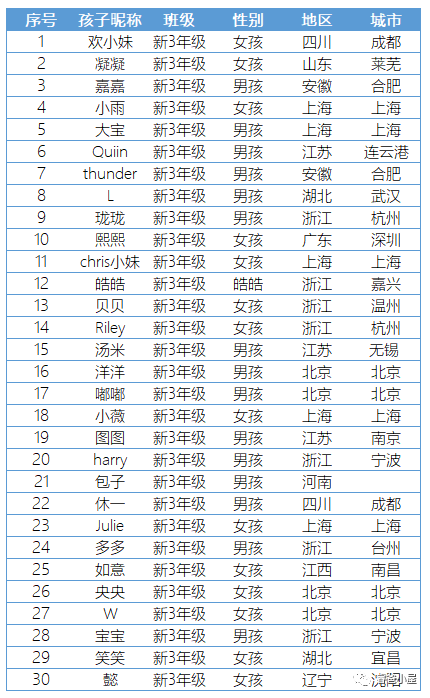 序号 孩子昵称 班级 性别 地区 城市
1 欢小妹 新3年级 女孩 四川 成都
2 凝凝 新3年级 女孩 山东 莱芜
3 嘉嘉 新3年级 男孩 安徽 合肥
4 小雨 新3年级 女孩 上海 上海
5 大宝 新3年级 男孩 上海 上海
6 Quiin 新3年级 男孩 江苏 连云港
7 thunder 新3年级 男孩 安徽 合肥
8 L 新3年级 男孩 湖北 武汉
9 珑珑 新3年级 男孩 浙江 杭州
10 熙熙 新3年级 女孩 广东 深圳
11 chris小妹 新3年级 女孩 上海 上海
12 皓皓 新3年级 皓皓 浙江 嘉兴
13 贝贝 新3年级 女孩 浙江 温州
14 Riley 新3年级 女孩 浙江 杭州
15 汤米 新3年级 男孩 江苏 无锡
16 洋洋 新3年级 男孩 北京 北京
17 嘟嘟 新3年级 男孩 北京 北京
18 小薇 新3年级 女孩 上海 上海
19 图图 新3年级 男孩 江苏 南京
20 harry 新3年级 男孩 浙江 宁波
21 包子 新3年级 男孩 河南
22 休一 新3年级 男孩 四川 成都
23 Julie 新3年级 女孩 上海 上海
24 多多 新3年级 男孩 浙江 台州
25 如意 新3年级 女孩 江西 南昌
26 央央 新3年级 女孩 北京 北京
27 W 新3年级 女孩 北京 北京
28 宝宝 新3年级 男孩 浙江 宁波
29 笑笑 新3年级 女孩 湖北 宜昌
30 懿 新3年级 女孩 辽宁